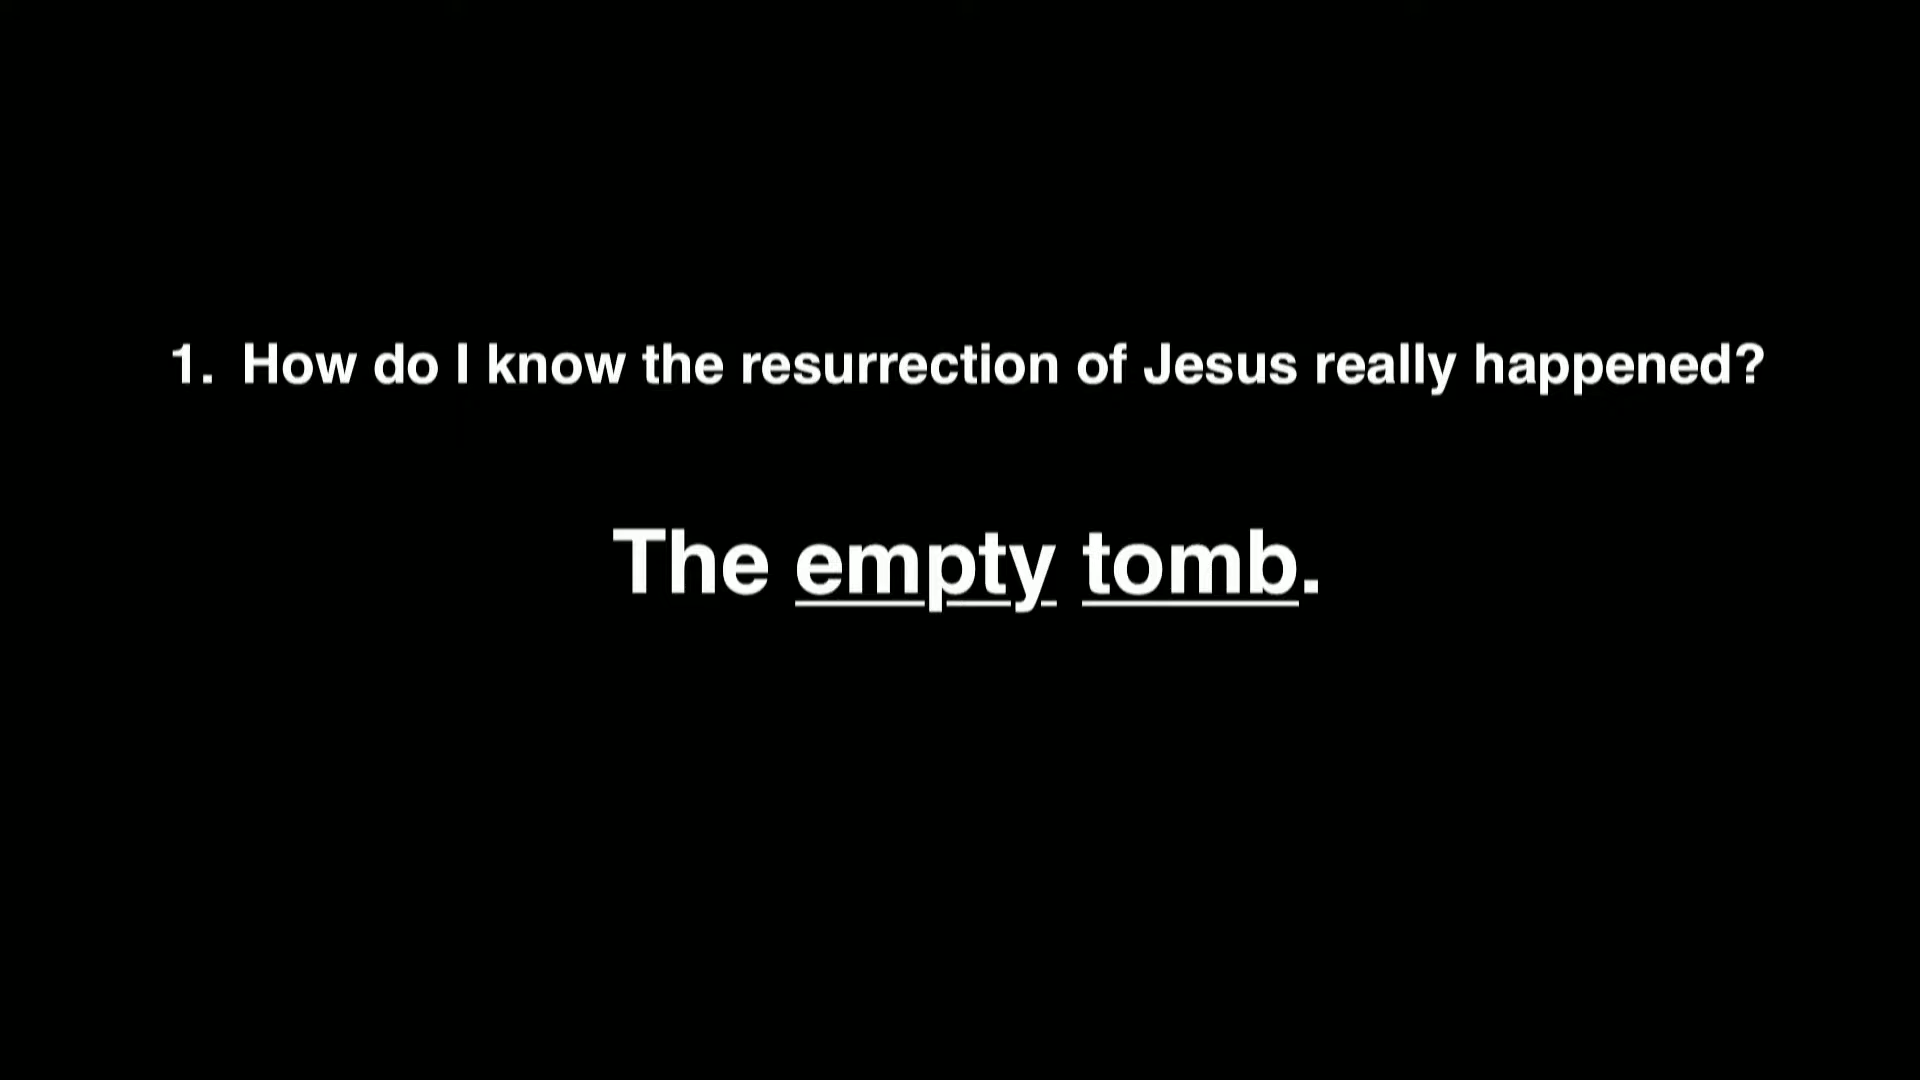 1. How do I know the resurrection of Jesus really happened?
The empty tomb.